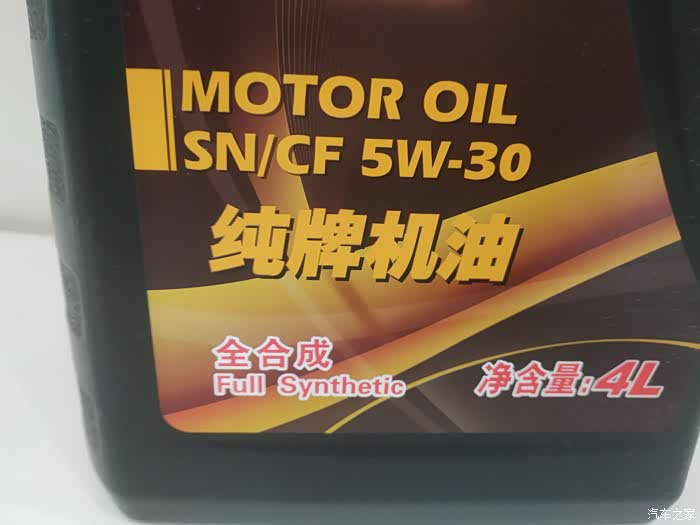 MOTOR OIL
SN/CF 5W-30
纯牌机油
全合成
Full Synthetic
净含量:4L
汽车之家